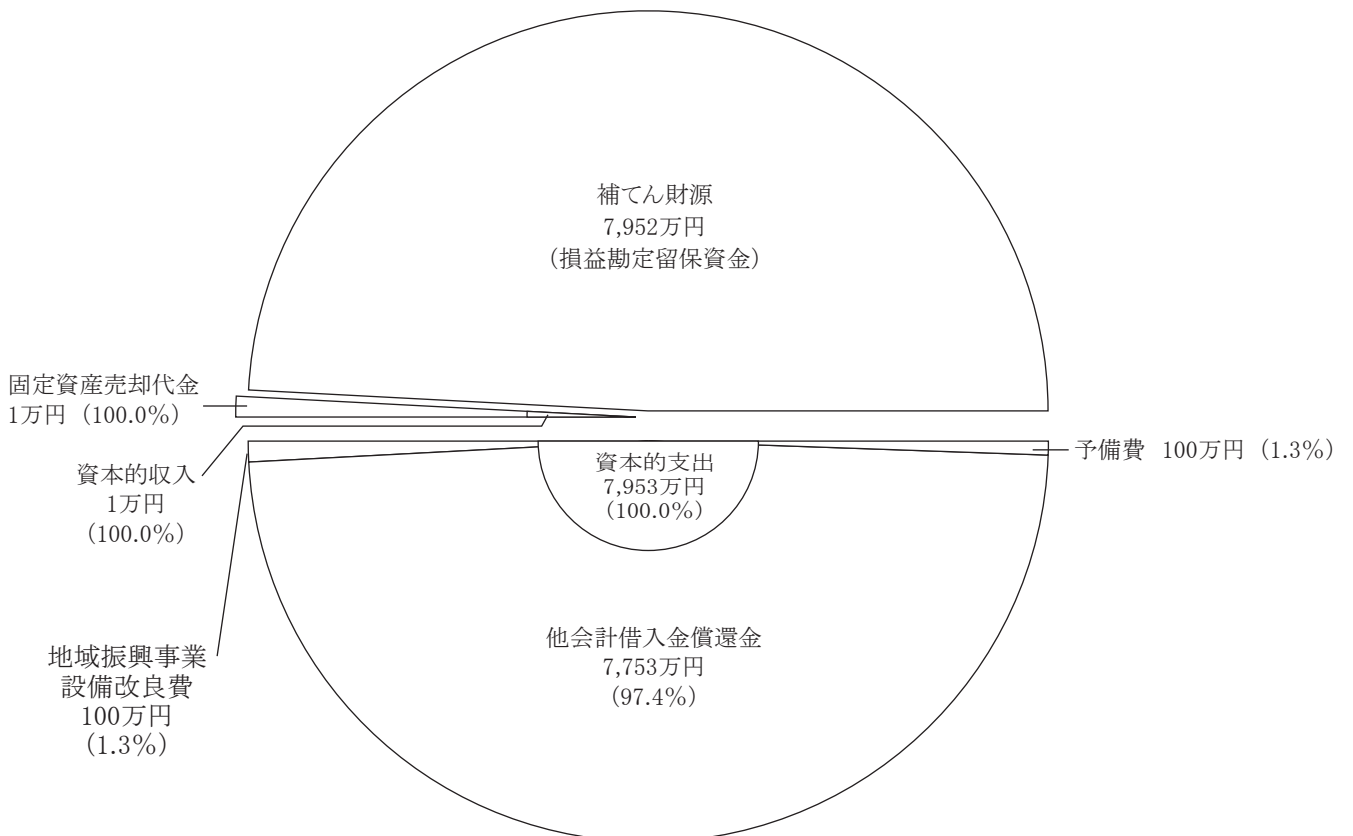 補てん財源
7,952万円
（損益勘定留保資金）
固定資産売却代金
1万円（100.0％）
資本的収入
1万円
（100.0％）
資本的支出
7,953万円
（100.0％）
予備費　100万円（1.3％）
地域振興事業
設備改良費
100万円
（1.3％）
他会計借入金償還金
7,753万円
（97.4％）